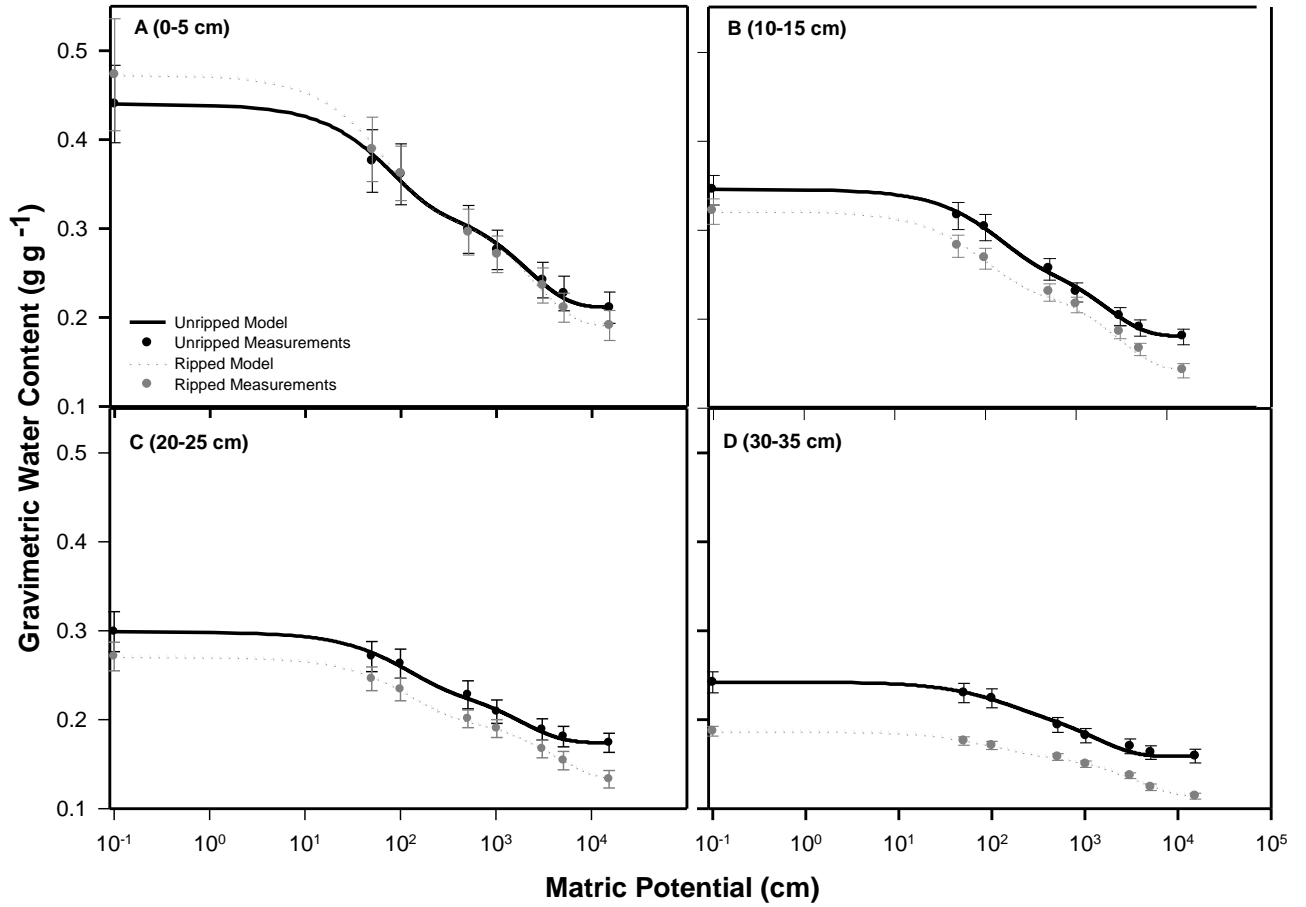 A (0-5 cm)
B (10-15 cm)
0.5
0.4
0.3
0.2
0.1
Unripped Model
Unripped Measurements
Ripped Model
Ripped Measurements
C (20-25 cm)
D (30-35 cm)
0.5
0.4
0.3
0.2
0.1
Gravimetric Water Content (g g ⁻¹)
10⁻¹ 10⁰ 10¹ 10² 10³ 10⁴
10⁻¹ 10⁰ 10¹ 10² 10³ 10⁴ 10⁵
Matric Potential (cm)